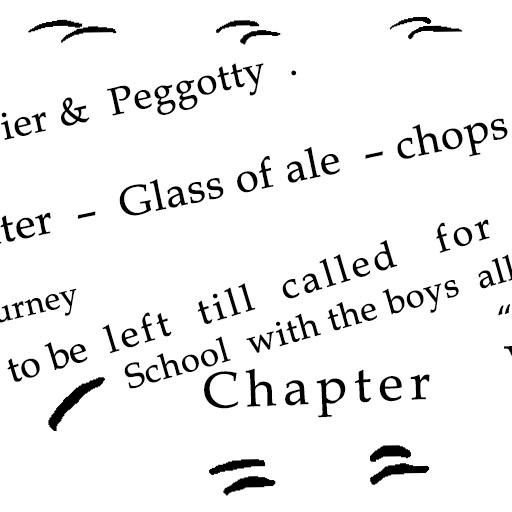 ier & Peggotty .
ter – Glass of ale – chops
urney
to be left till called for
School with the boys all
“
Chapter